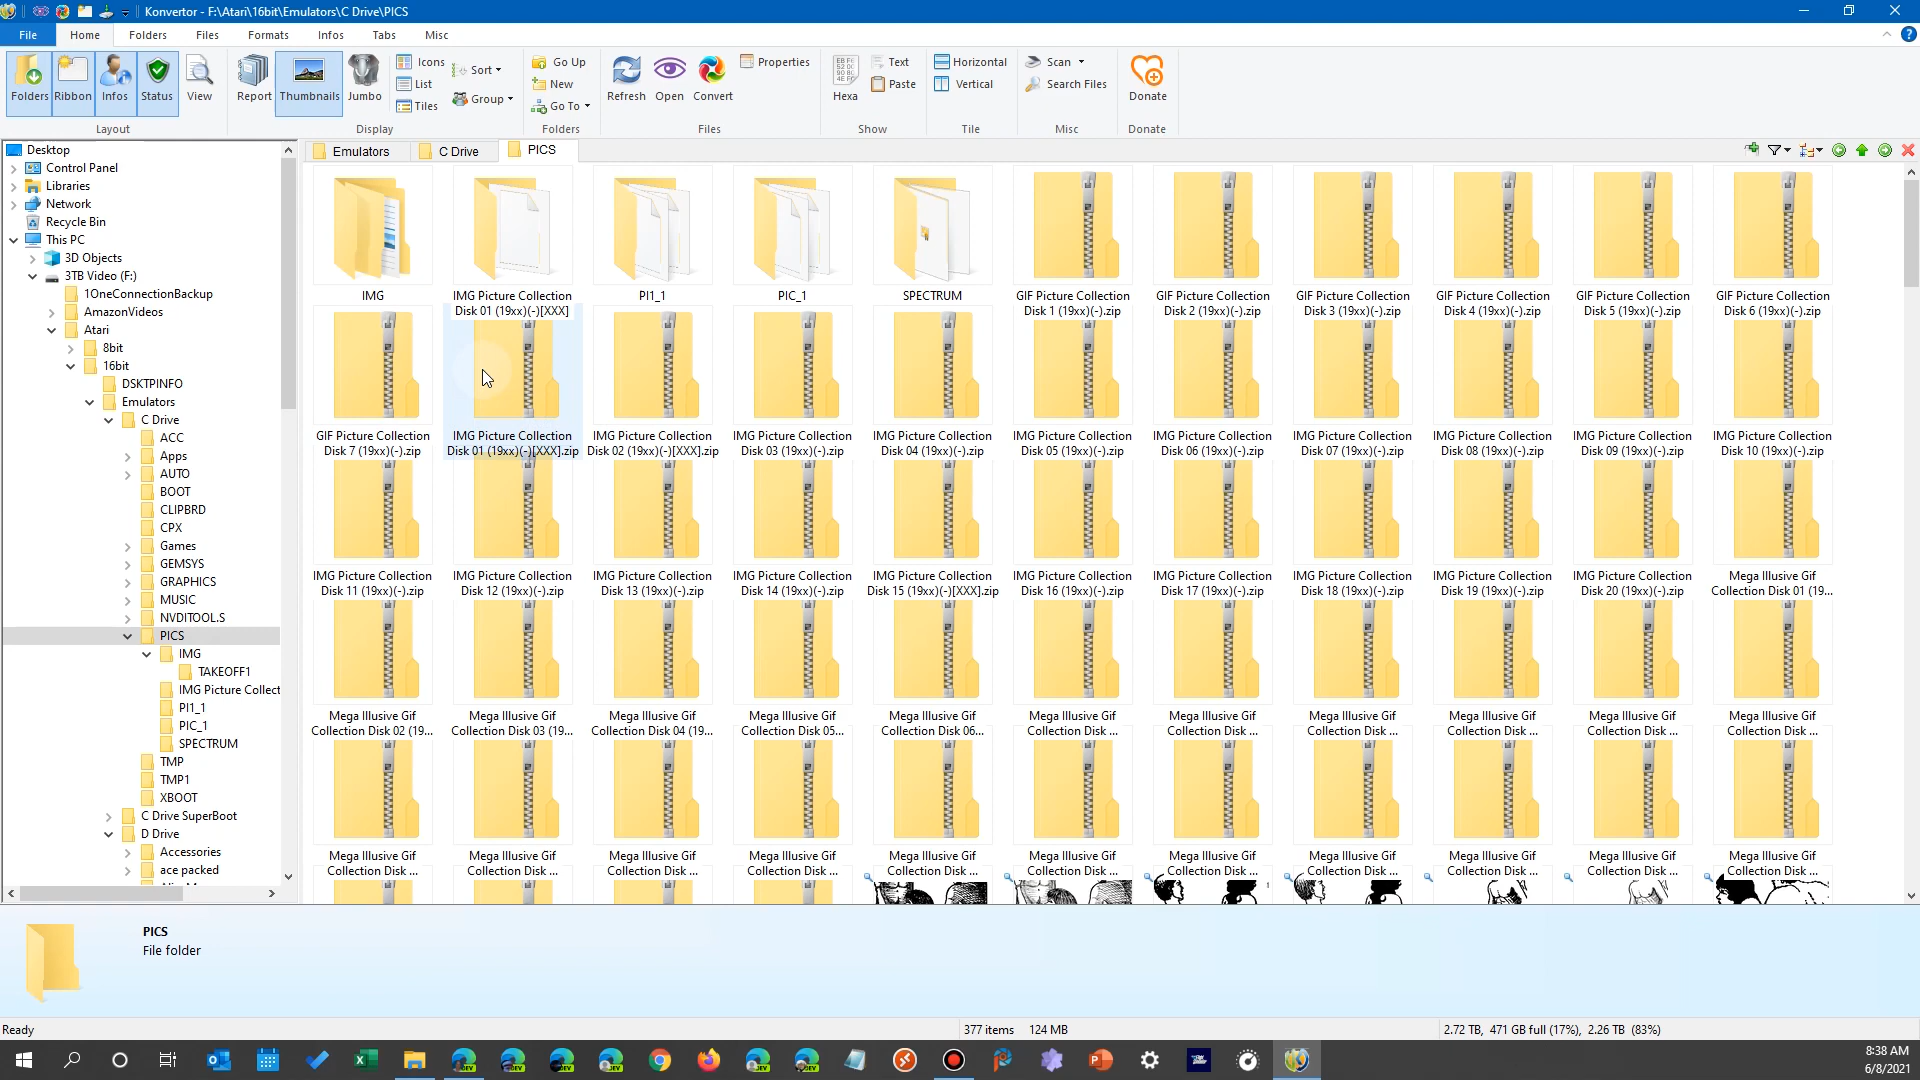 Konvertor - F:\Atari\16bit\Emulators\C Drive\PICS
File Home Folders Files Formats Infos Tabs Misc
Folders Ribbon Infos Status View
Layout
Report Thumbnails Jumbo
Icons
List
Tiles
Sort
Group
Display
Go Up
New
Go To
Folders
Refresh Open Convert
Properties
Files
Hexa
Text
Paste
Show
Horizontal
Vertical
Tile
Scan
Search Files
Misc
Donate
Donate
Desktop
Control Panel
Libraries
Network
Recycle Bin
This PC
3D Objects
3TB Video (F:)
1OneConnectionBackup
AmazonVideos
Atari
8bit
16bit
DSKTPINFO
Emulators
C Drive
ACC
Apps
AUTO
BOOT
CLIPBRD
CPX
Games
GEMSYS
GRAPHICS
MUSIC
NVDITOOL.S
PICS
IMG
TAKEOFF1
IMG Picture Collect
PI1_1
PIC_1
SPECTRUM
TMP
TMP1
XBOOT
C Drive SuperBoot
D Drive
Accessories
ace packed
Emulators C Drive PICS
IMG
IMG Picture Collection
Disk 01 (19xx)(-)[XXX]
PI1_1
PIC_1
SPECTRUM
GIF Picture Collection
Disk 1 (19xx)(-).zip
GIF Picture Collection
Disk 2 (19xx)(-).zip
GIF Picture Collection
Disk 3 (19xx)(-).zip
GIF Picture Collection
Disk 4 (19xx)(-).zip
GIF Picture Collection
Disk 5 (19xx)(-).zip
GIF Picture Collection
Disk 6 (19xx)(-).zip
GIF Picture Collection
Disk 7 (19xx)(-).zip
IMG Picture Collection
Disk 01 (19xx)(-)[XXX].zip
IMG Picture Collection
Disk 02 (19xx)(-)[XXX].zip
IMG Picture Collection
Disk 03 (19xx)(-).zip
IMG Picture Collection
Disk 04 (19xx)(-).zip
IMG Picture Collection
Disk 05 (19xx)(-).zip
IMG Picture Collection
Disk 06 (19xx)(-).zip
IMG Picture Collection
Disk 07 (19xx)(-).zip
IMG Picture Collection
Disk 08 (19xx)(-).zip
IMG Picture Collection
Disk 09 (19xx)(-).zip
IMG Picture Collection
Disk 10 (19xx)(-).zip
IMG Picture Collection
Disk 11 (19xx)(-).zip
IMG Picture Collection
Disk 12 (19xx)(-).zip
IMG Picture Collection
Disk 13 (19xx)(-).zip
IMG Picture Collection
Disk 14 (19xx)(-).zip
IMG Picture Collection
Disk 15 (19xx)(-)[XXX].zip
IMG Picture Collection
Disk 16 (19xx)(-).zip
IMG Picture Collection
Disk 17 (19xx)(-).zip
IMG Picture Collection
Disk 18 (19xx)(-).zip
IMG Picture Collection
Disk 19 (19xx)(-).zip
IMG Picture Collection
Disk 20 (19xx)(-).zip
Mega Illusive Gif
Collection Disk 01 (19...
Mega Illusive Gif
Collection Disk 02 (19...
Mega Illusive Gif
Collection Disk 03 (19...
Mega Illusive Gif
Collection Disk 04 (19...
Mega Illusive Gif
Collection Disk 05...
Mega Illusive Gif
Collection Disk 06...
Mega Illusive Gif
Collection Disk ...
Mega Illusive Gif
Collection Disk ...
Mega Illusive Gif
Collection Disk ...
Mega Illusive Gif
Collection Disk ...
Mega Illusive Gif
Collection Disk ...
Mega Illusive Gif
Collection Disk ...
Mega Illusive Gif
Collection Disk ...
Mega Illusive Gif
Collection Disk ...
Mega Illusive Gif
Collection Disk ...
Mega Illusive Gif
Collection Disk ...
Mega Illusive Gif
Collection Disk ...
Mega Illusive Gif
Collection Disk ...
Mega Illusive Gif
Collection Disk ...
Mega Illusive Gif
Collection Disk ...
Mega Illusive Gif
Collection Disk ...
Mega Illusive Gif
Collection Disk ...
Mega Illusive Gif
Collection Disk ...
PICS
File folder
Ready
377 items 124 MB
2.72 TB, 471 GB full (17%), 2.26 TB (83%)
8:38 AM
6/8/2021